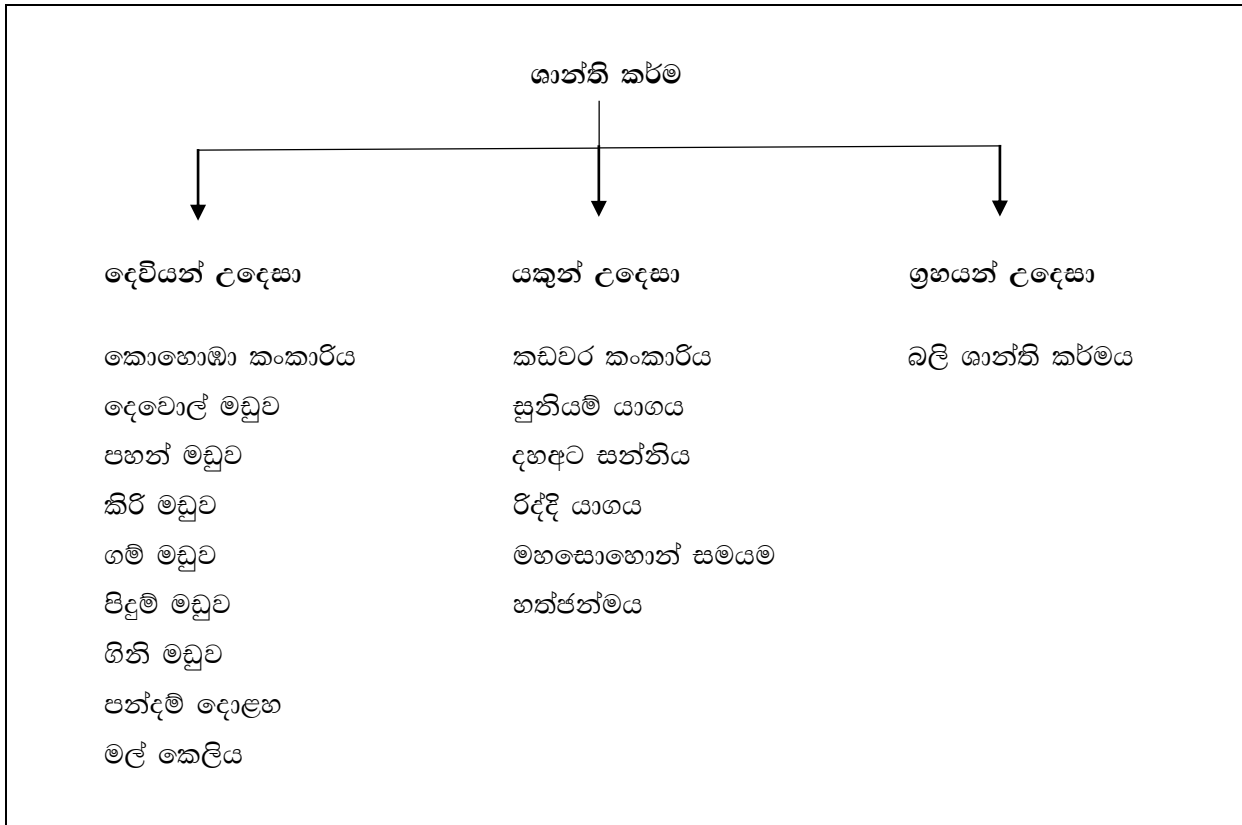 ශාන්ති කර්ම
දෙවියන් උදෙසා යකුන් උදෙසා ග්‍රහයන් උදෙසා
කොහොඹා කංකාරිය කඩවර කංකාරිය බලි ශාන්ති කර්මය
දෙවොල් මඩුව සුනියම් යාගය
පහන් මඩුව දහඅට සන්නිය
කිරි මඩුව රිද්දි යාගය
ගම් මඩුව මහසොහොන් සමයම
පිදුම් මඩුව හත්ජන්මය
ගිනි මඩුව
පන්දම් දොළහ
මල් කෙලිය